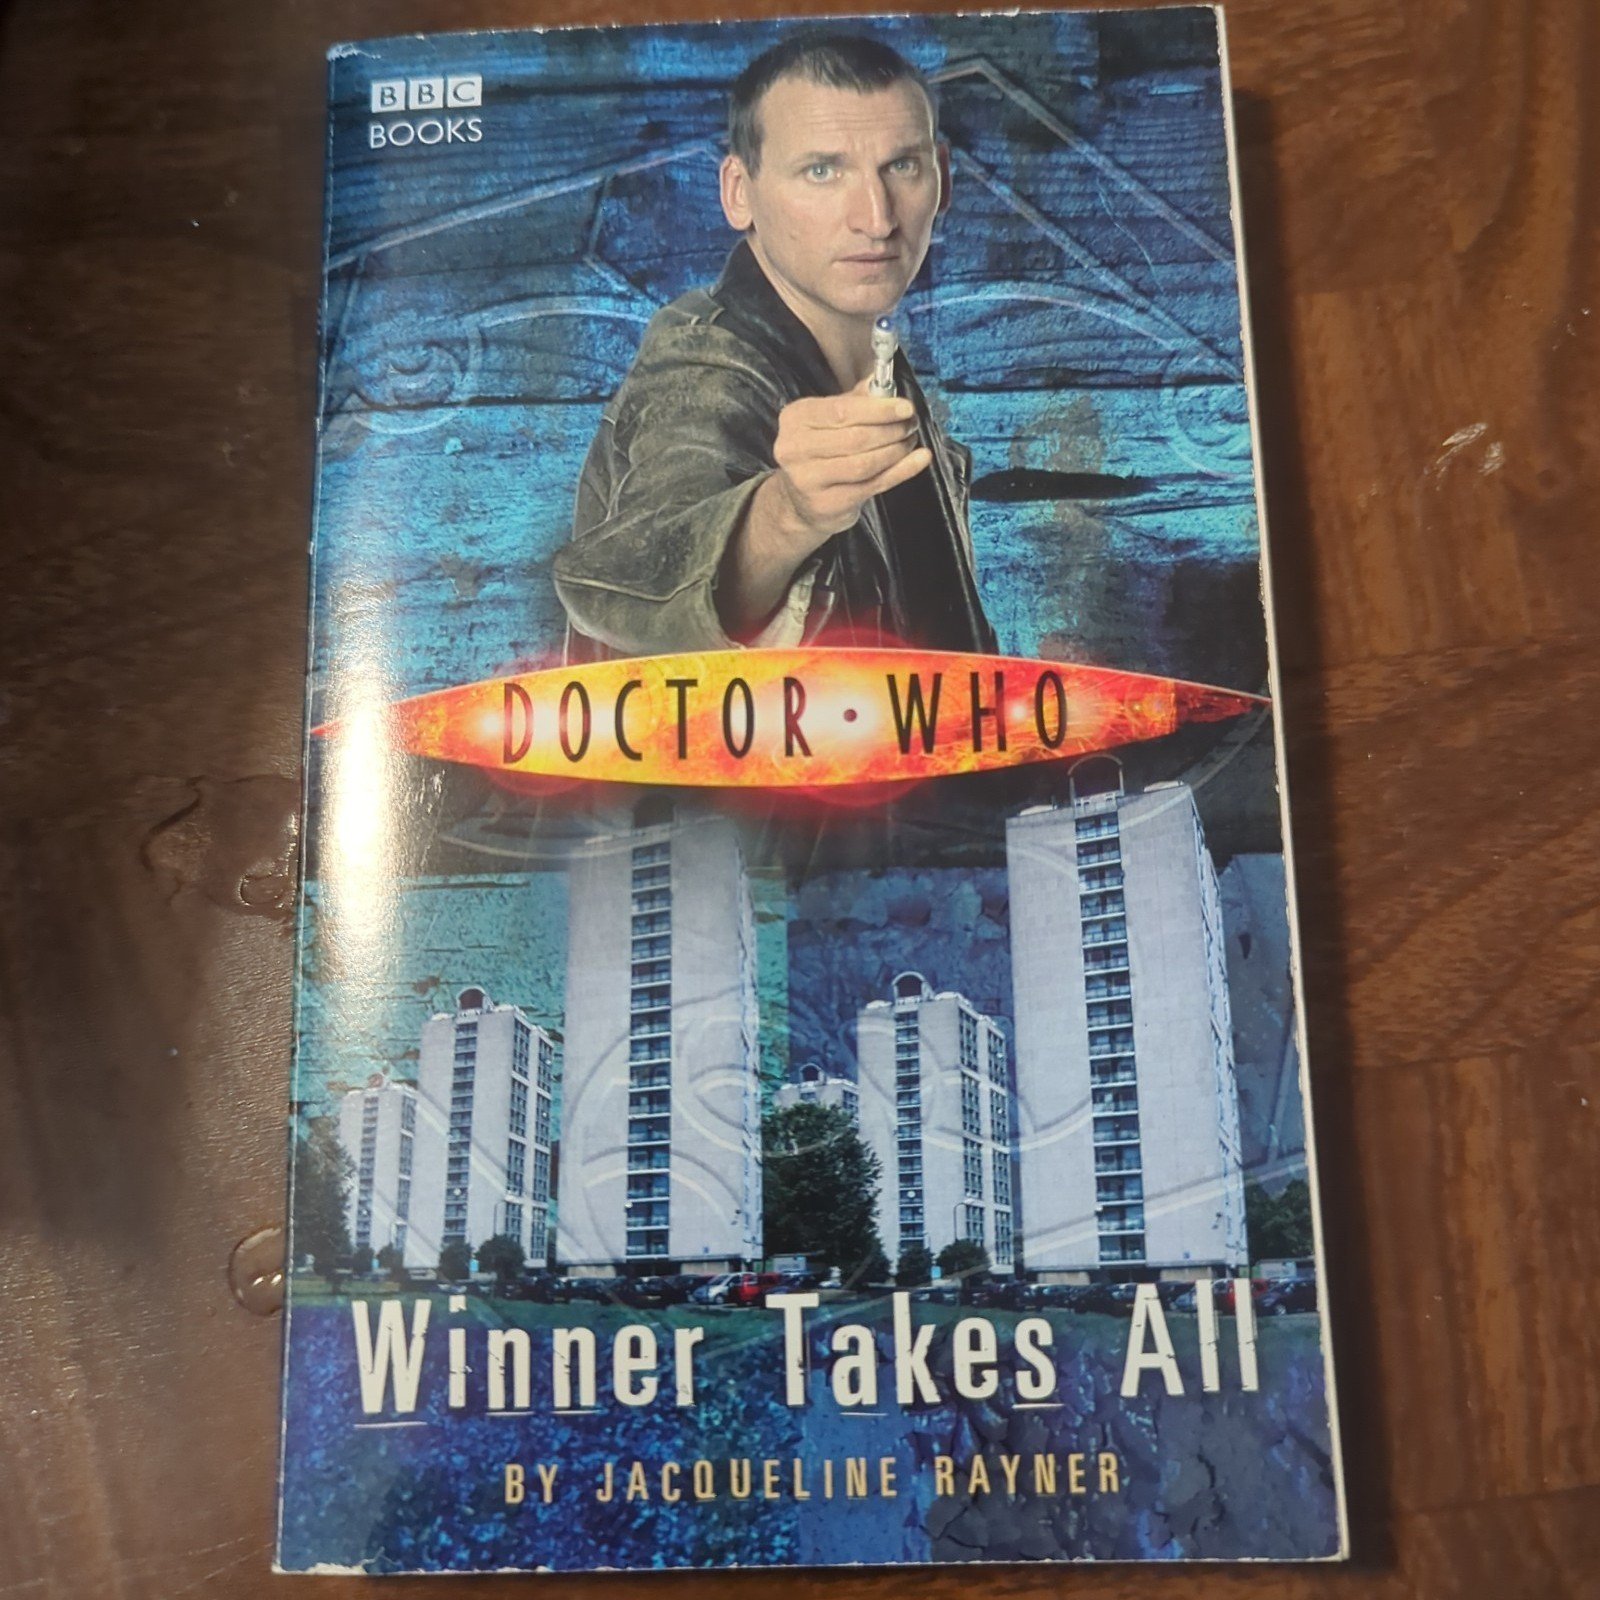 BBC
BOOKS
DOCTOR · WHO
Winner Takes All
BY JACQUELINE RAYNER